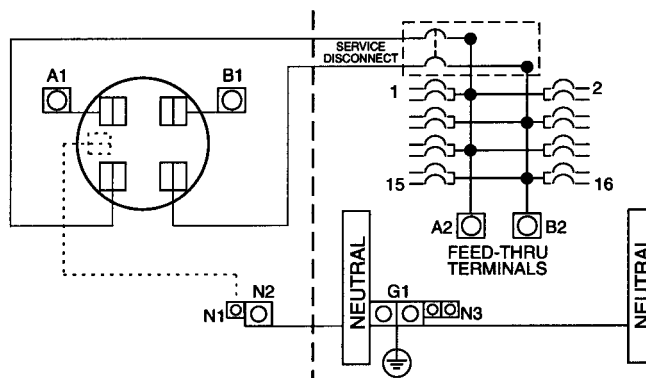 SERVICE
DISCONNECT
A1
B1
1
2
15
16
A2
B2
FEED-THRU
TERMINALS
NEUTRAL
NEUTRAL
N2
G1
N1
N3